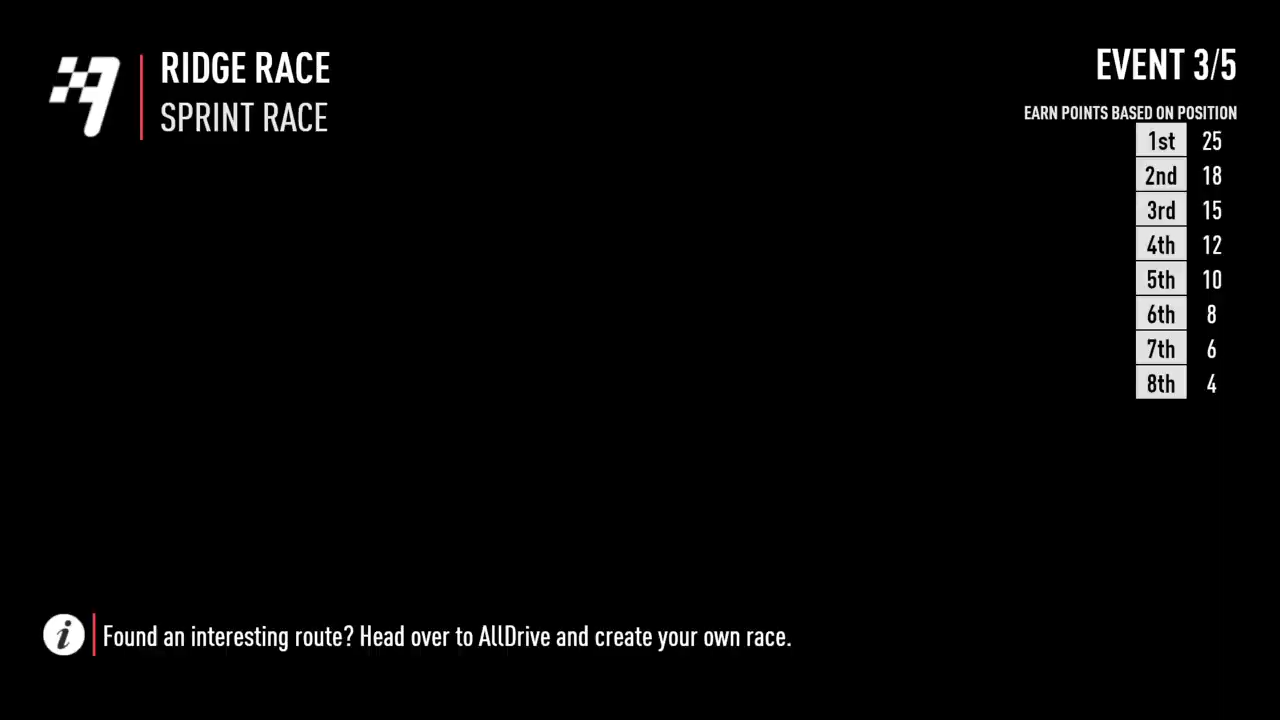 RIDGE RACE
SPRINT RACE
EVENT 3/5
EARN POINTS BASED ON POSITION
1st 25
2nd 18
3rd 15
4th 12
5th 10
6th 8
7th 6
8th 4
i Found an interesting route? Head over to AllDrive and create your own race.